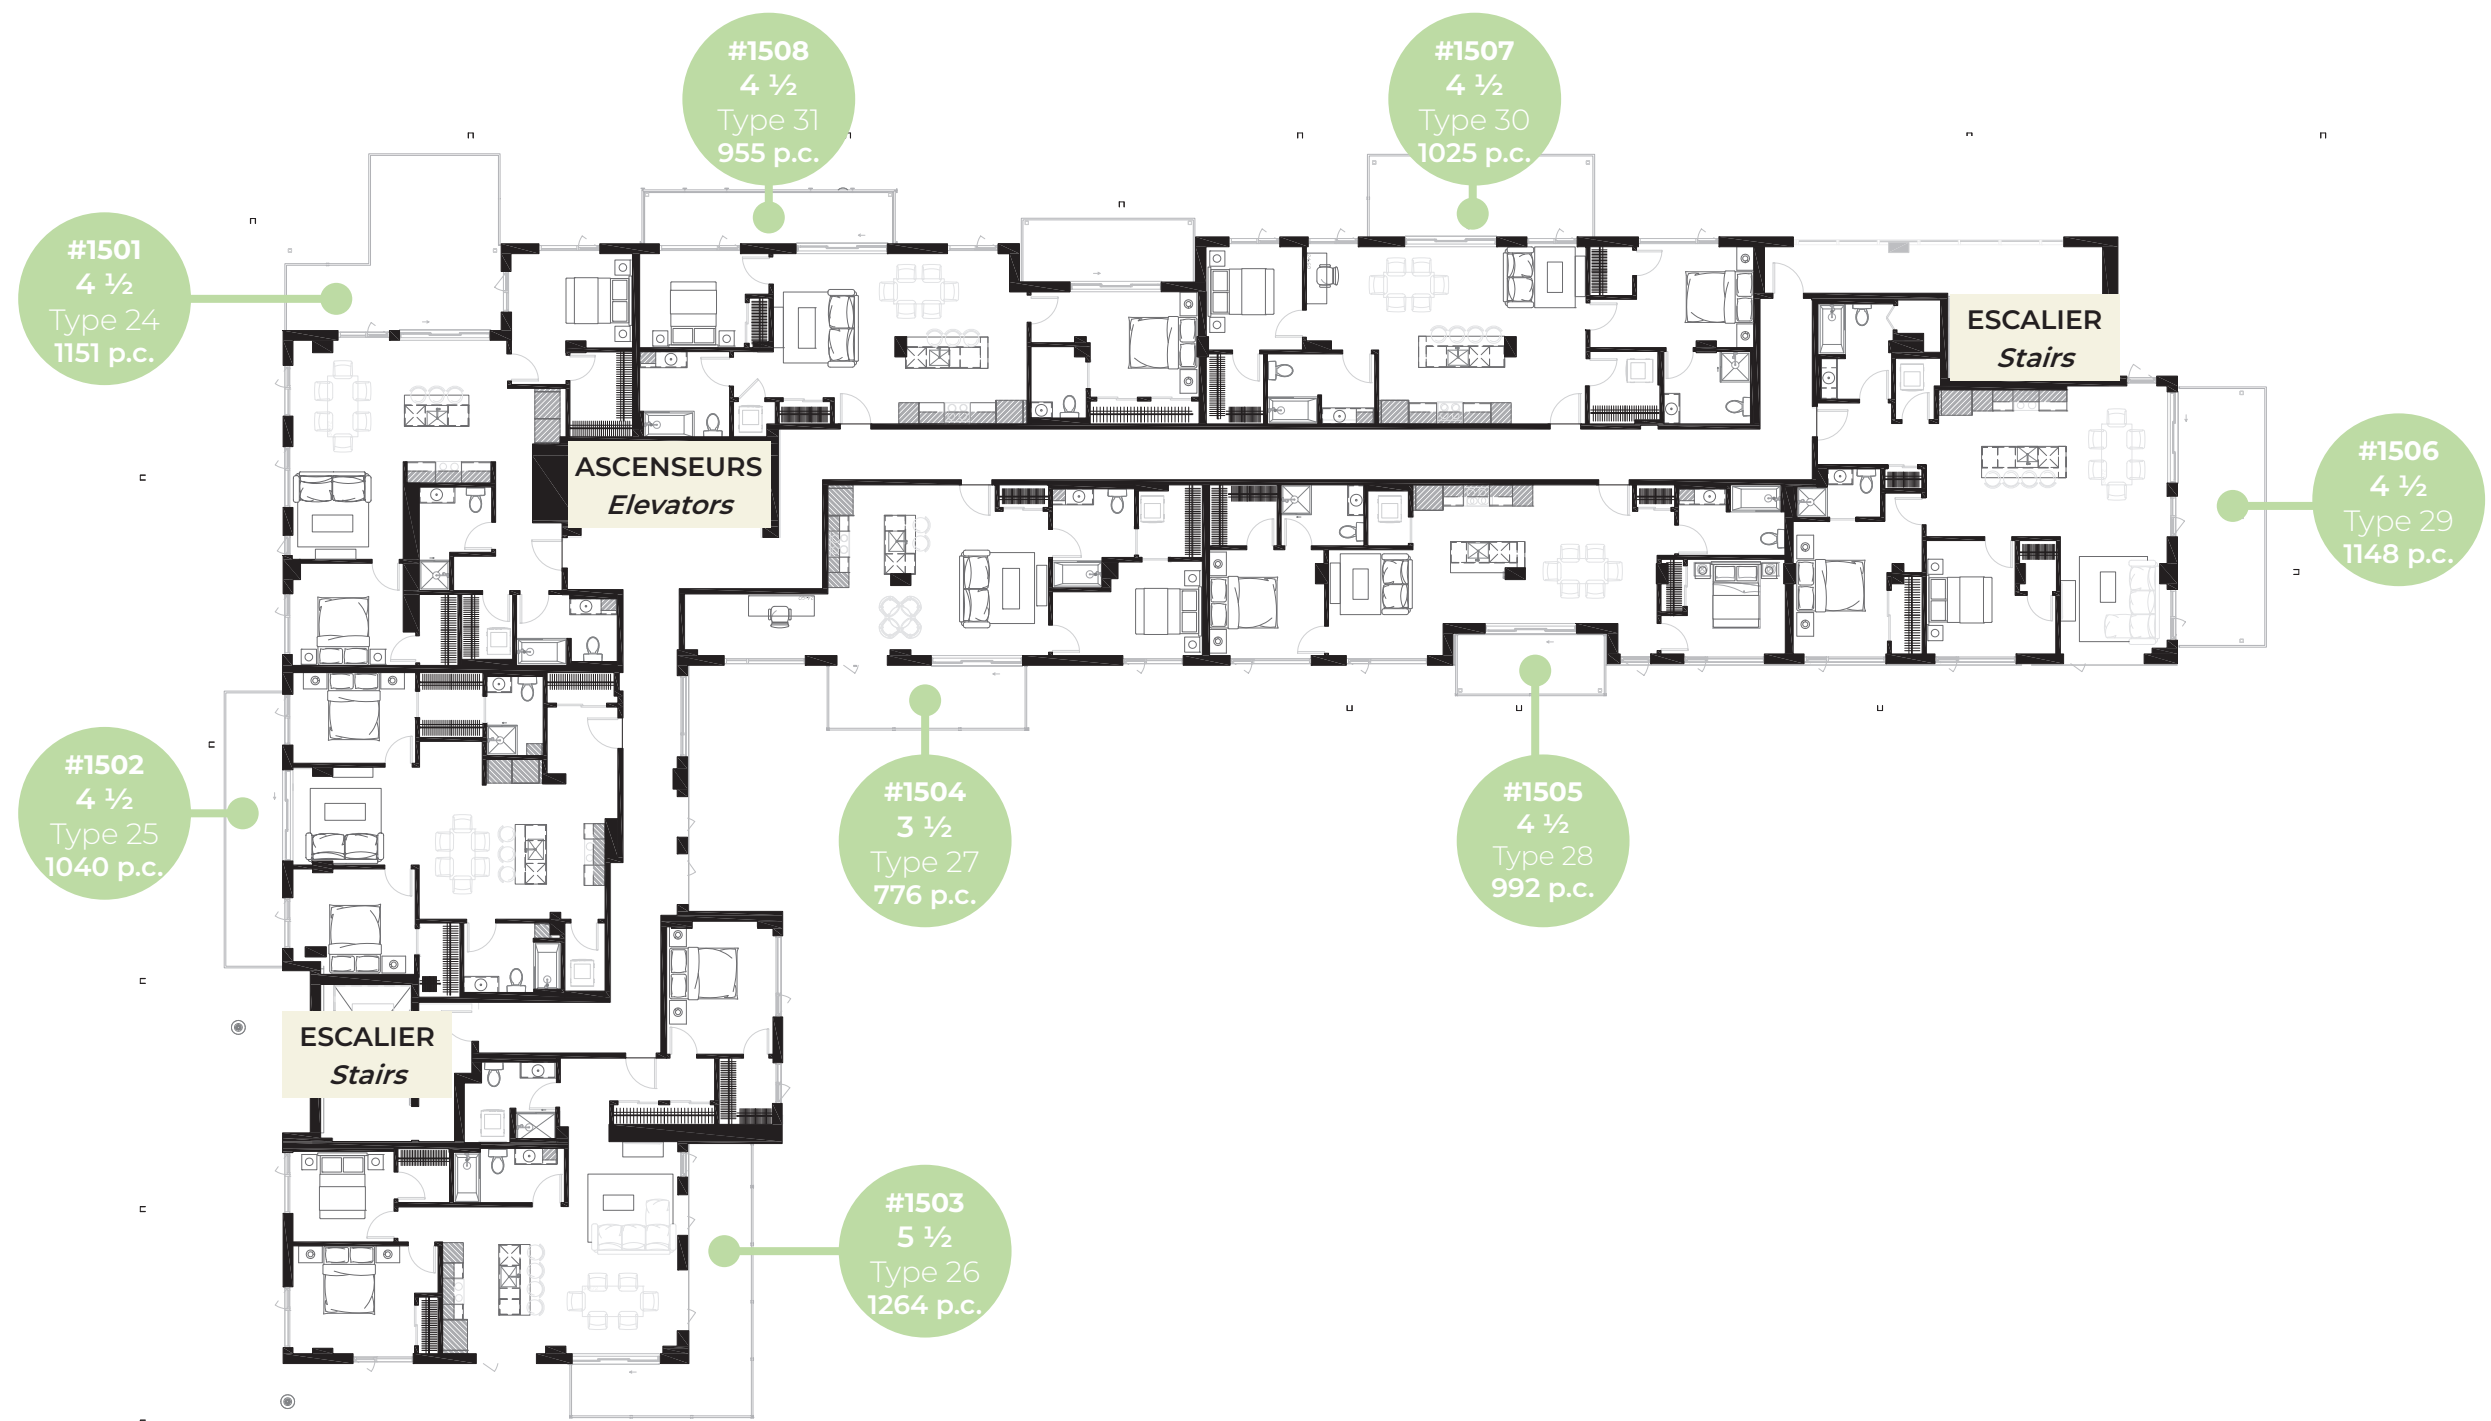 #1508
4 ½
Type 31
955 p.c.
#1507
4 ½
Type 30
1025 p.c.
#1501
4 ½
Type 24
1151 p.c.
ESCALIER
Stairs
#1506
4 ½
Type 29
1148 p.c.
ASCENSEURS
Elevators
#1502
4 ½
Type 25
1040 p.c.
#1504
3 ½
Type 27
776 p.c.
#1505
4 ½
Type 28
992 p.c.
ESCALIER
Stairs
#1503
5 ½
Type 26
1264 p.c.